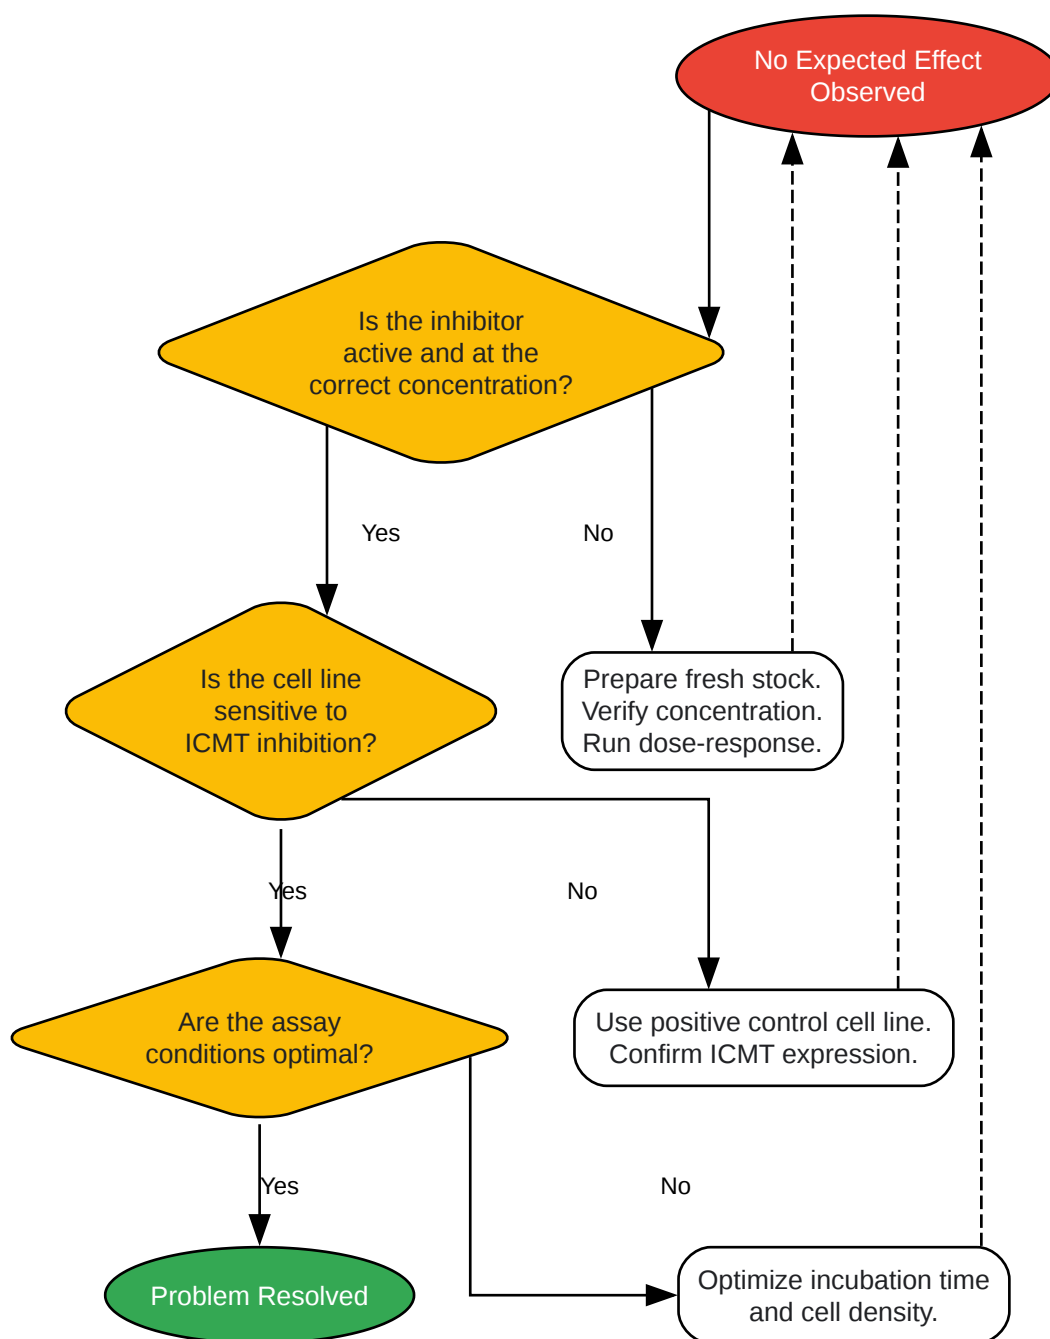 No Expected Effect
Observed
Is the inhibitor
active and at the
correct concentration?
Yes
No
Is the cell line
sensitive to
ICMT inhibition?
Prepare fresh stock.
Verify concentration.
Run dose-response.
Yes
No
Are the assay
conditions optimal?
Use positive control cell line.
Confirm ICMT expression.
Yes
No
Problem Resolved
Optimize incubation time
and cell density.